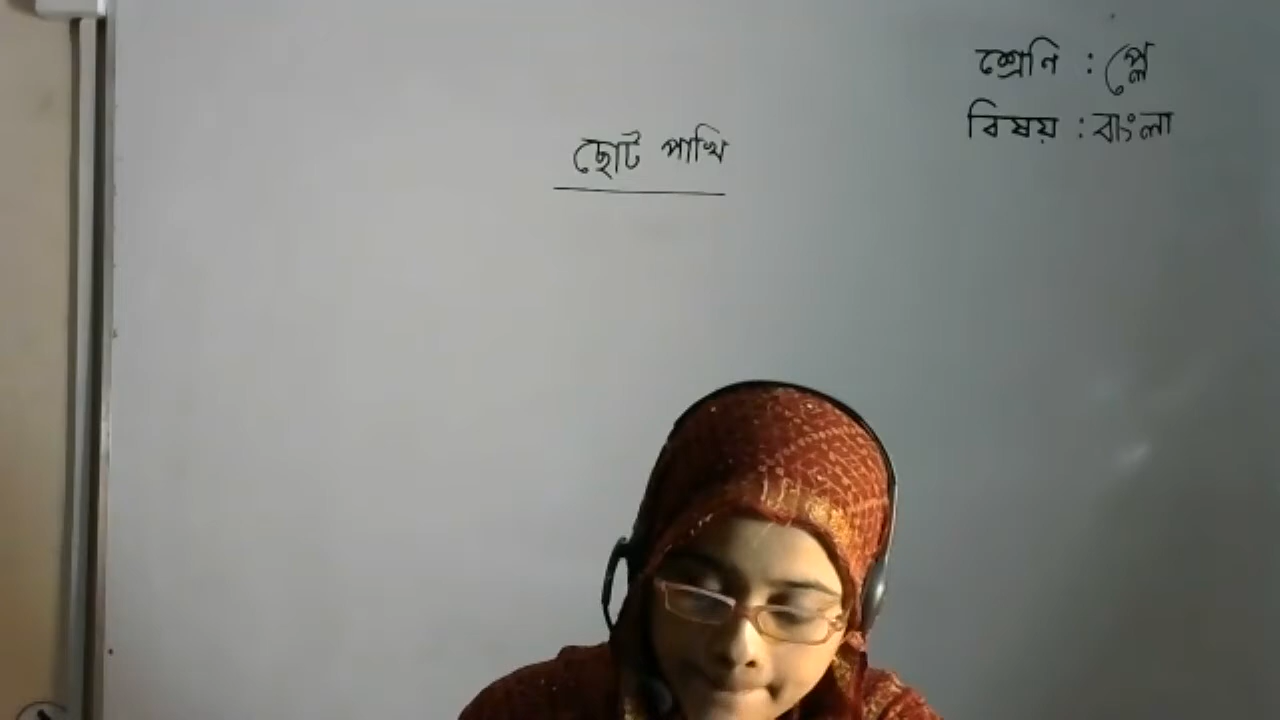 শ্রেণি : প্লে
বিষয় : বাংলা
ছোট পাখি